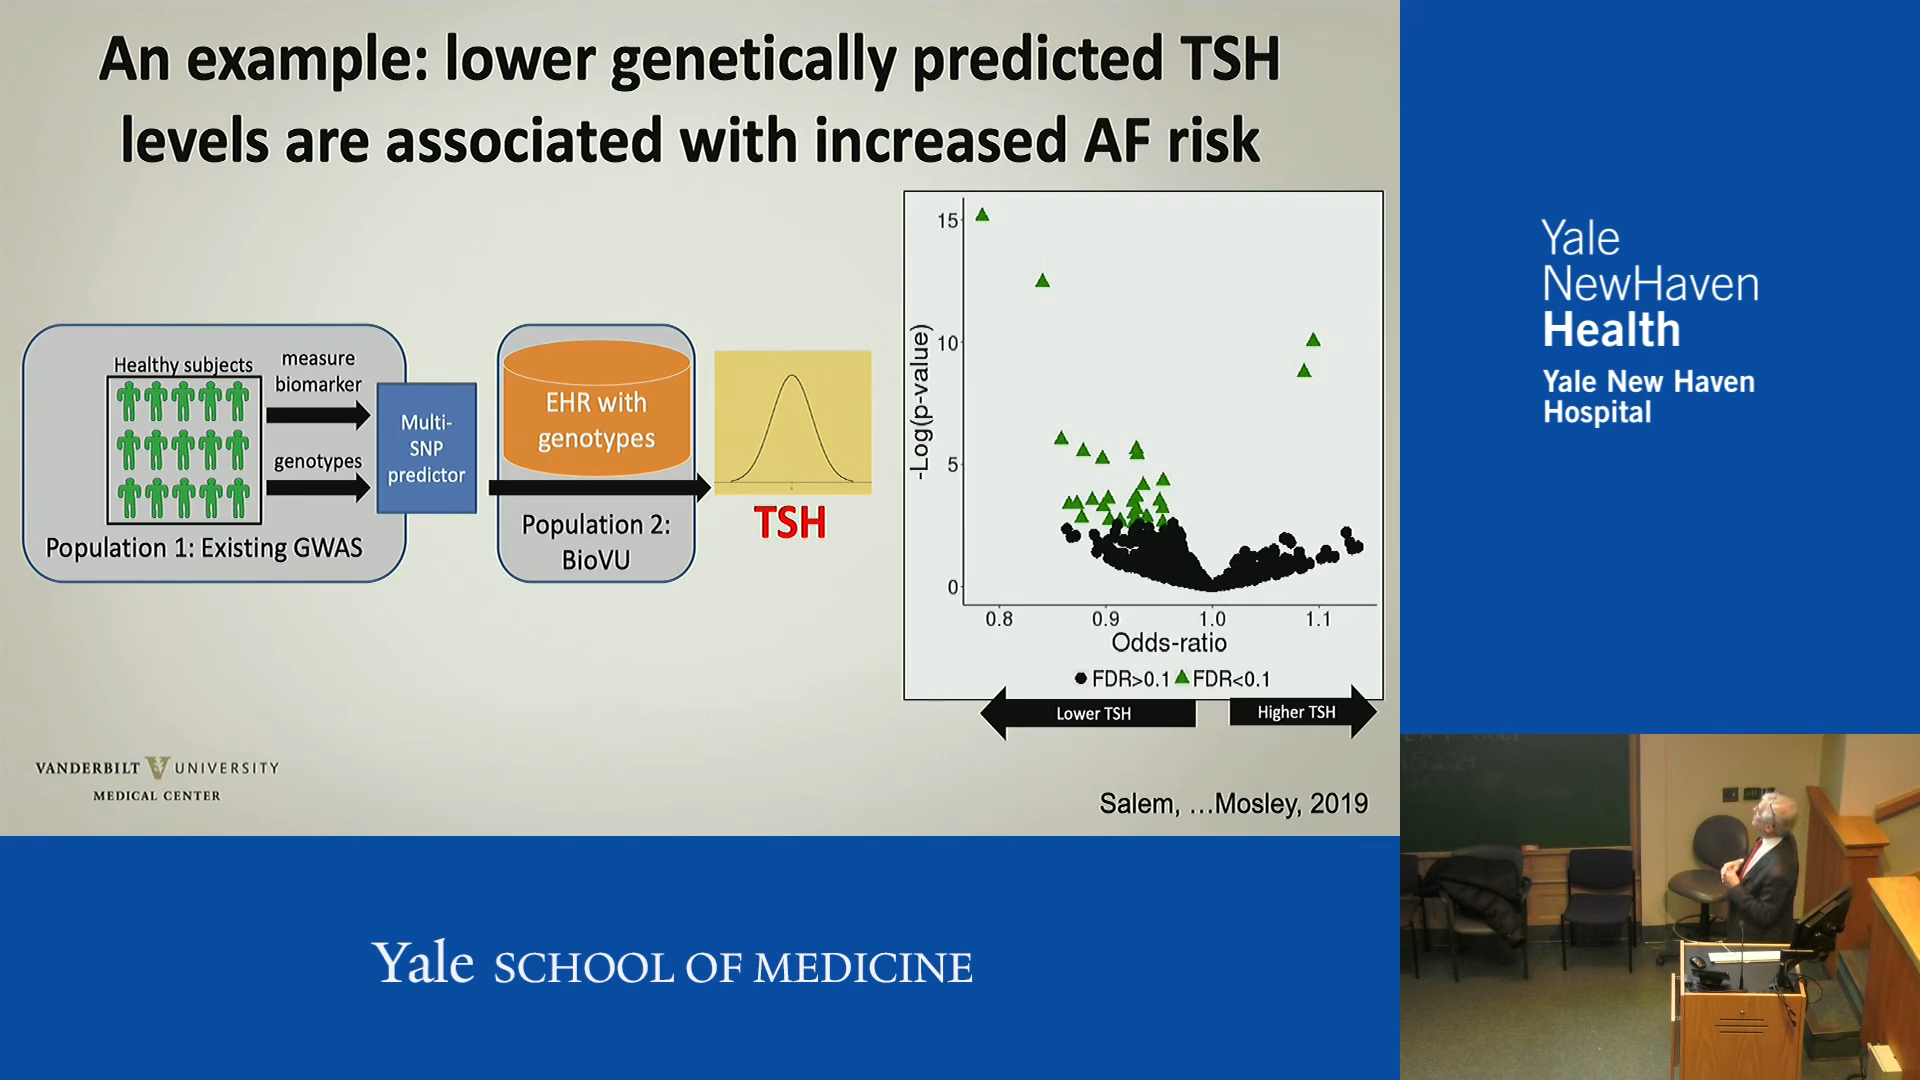 An example: lower genetically predicted TSH
levels are associated with increased AF risk
Healthy subjects
measure
biomarker
genotypes
Population 1: Existing GWAS
Multi-
SNP
predictor
EHR with
genotypes
Population 2:
BioVU
TSH
-Log(p-value)
15
10
5
0
0.8
0.9
1.0
1.1
Odds-ratio
FDR>0.1
FDR<0.1
Lower TSH
Higher TSH
VANDERBILT UNIVERSITY
MEDICAL CENTER
Salem, …Mosley, 2019
Yale
NewHaven
Health
Yale New Haven
Hospital
Yale SCHOOL OF MEDICINE